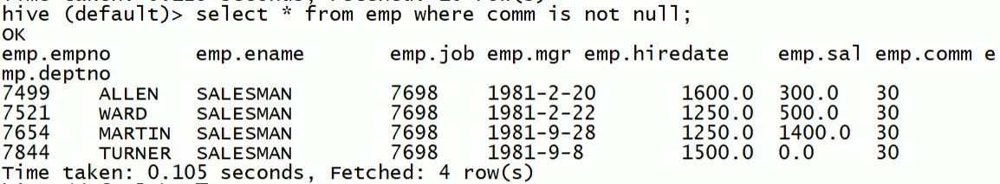 hive (default)> select * from emp where comm is not null;
OK
emp.empno emp.ename emp.job emp.mgr emp.hiredate emp.sal emp.comm e
mp.deptno
7499 ALLEN SALESMAN 7698 1981-2-20 1600.0 300.0 30
7521 WARD SALESMAN 7698 1981-2-22 1250.0 500.0 30
7654 MARTIN SALESMAN 7698 1981-9-28 1250.0 1400.0 30
7844 TURNER SALESMAN 7698 1981-9-8 1500.0 0.0 30
Time taken: 0.105 seconds, Fetched: 4 row(s)